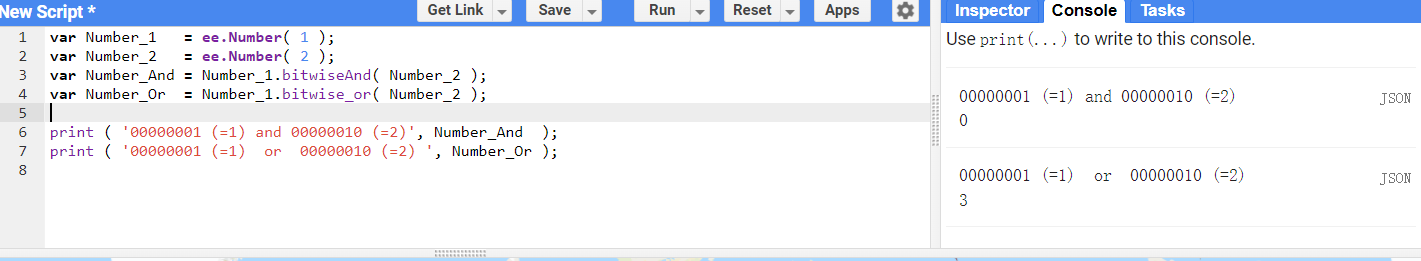 New Script *
Get Link
Save
Run
Reset
Apps
Inspector
Console
Tasks
1 var Number_1   = ee.Number( 1 );
2 var Number_2   = ee.Number( 2 );
3 var Number_And = Number_1.bitwiseAnd( Number_2 );
4 var Number_Or  = Number_1.bitwise_or( Number_2 );
5
6 print ( '00000001 (=1) and 00000010 (=2)', Number_And  );
7 print ( '00000001 (=1)  or  00000010 (=2) ', Number_Or );
8
Use print(...) to write to this console.
00000001 (=1) and 00000010 (=2)
JSON
0
00000001 (=1)  or  00000010 (=2)
JSON
3